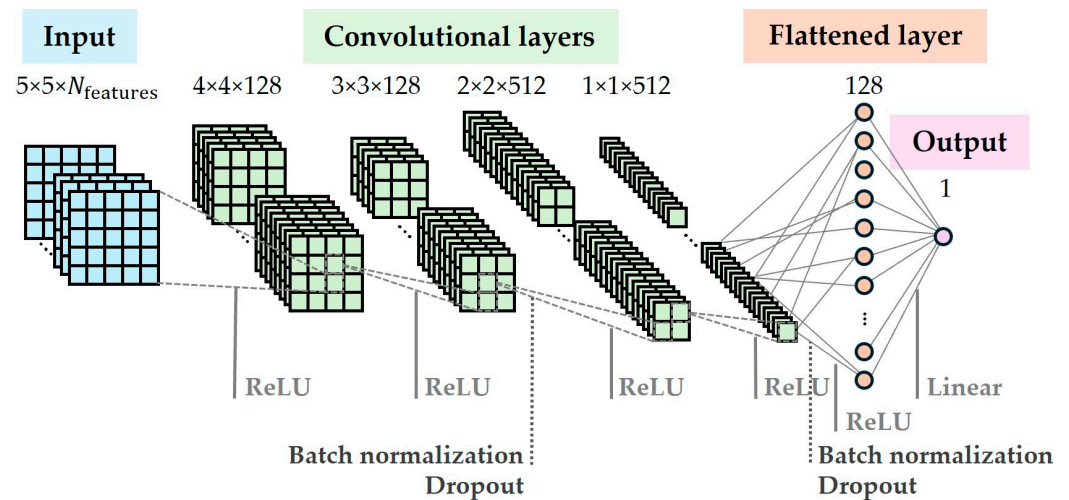 Input
Convolutional layers
Flattened layer
5×5×N_features
4×4×128
3×3×128
2×2×512
1×1×512
128
Output
1
ReLU
ReLU
ReLU
ReLU
Linear
ReLU
Batch normalization
Dropout
Batch normalization
Dropout